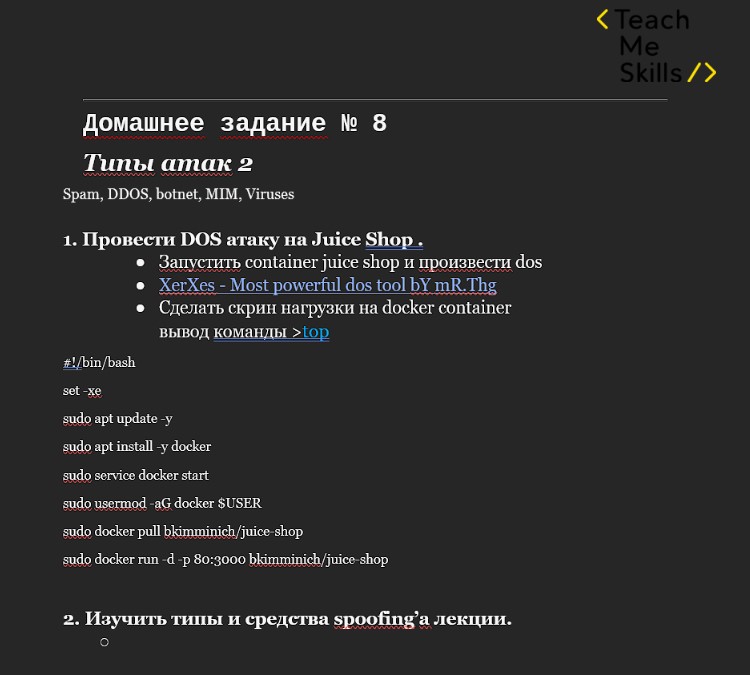 <Teach
Me
Skills/>
Домашнее задание № 8
Типы атак 2
Spam, DDOS, botnet, MIM, Viruses
1. Провести DOS атаку на Juice Shop .
● Запустить container juice shop и произвести dos
● XerXes - Most powerful dos tool bY mR.Thg
● Сделать скрин нагрузки на docker container
вывод команды >top
#!/bin/bash
set -xe
sudo apt update -y
sudo apt install -y docker
sudo service docker start
sudo usermod -aG docker $USER
sudo docker pull bkimminich/juice-shop
sudo docker run -d -p 80:3000 bkimminich/juice-shop
2. Изучить типы и средства spoofing’a лекции.
○